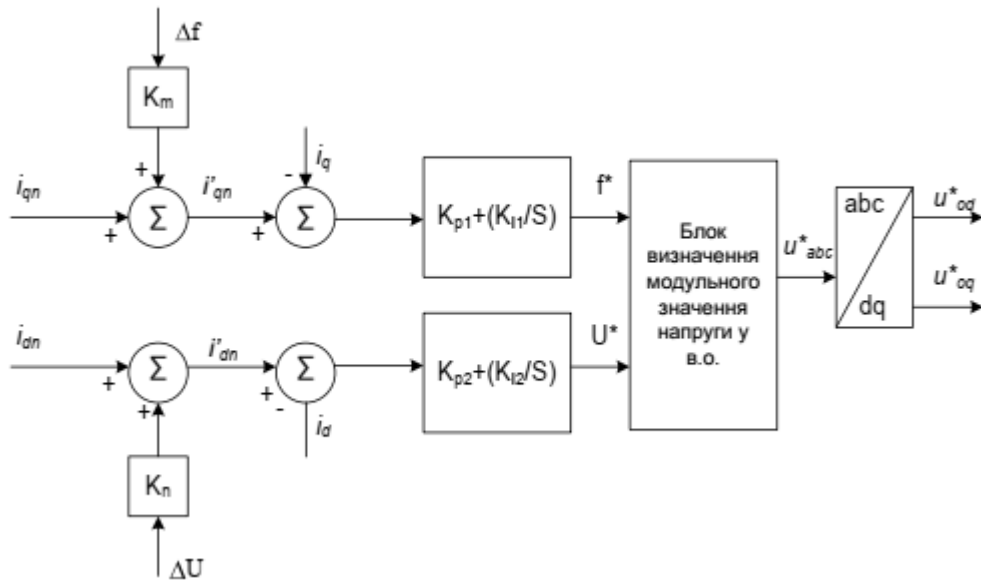 Δf
Km
iq
iqn
i'qn
+
-
Σ
Σ
+
+
Kp1+(KI1/S)
f*
Блок
визначення
модульного
значення
напруги у
в.о.
u*abc
abc
dq
u*od
u*oq
idn
i'dn
Σ
Σ
+
+
+
-
Kp2+(KI2/S)
U*
id
Kn
ΔU